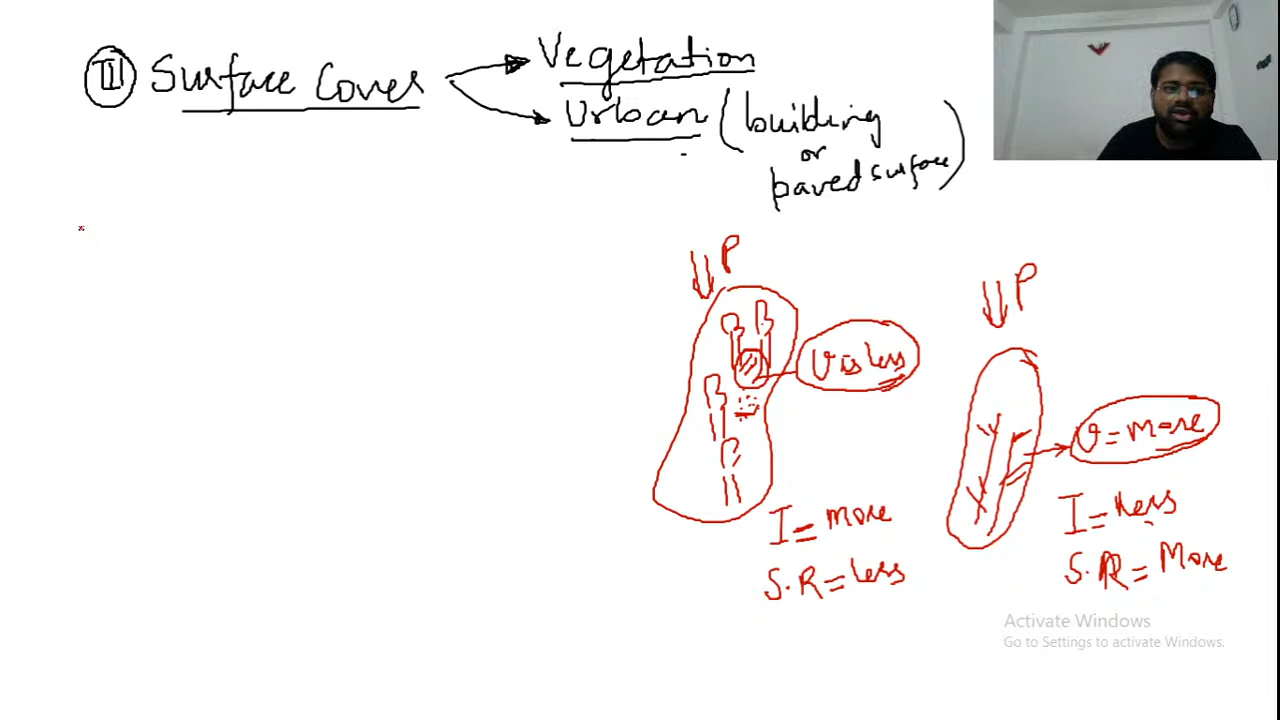 III Surface Cover
Vegetation
Urban (building
or
paved surface)
P
P
V is less
V = more
I = more
S.R = less
I = less
S.R = More
Activate Windows
Go to Settings to activate Windows.